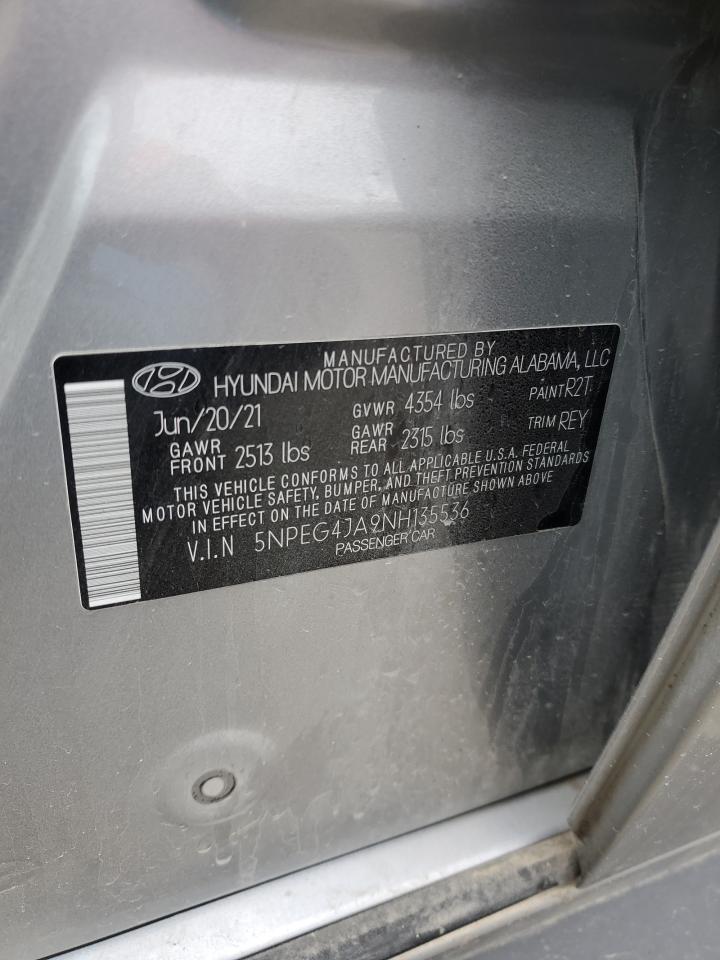 MANUFACTURED BY
HYUNDAI MOTOR MANUFACTURING ALABAMA, LLC
Jun/20/21 GVWR 4354 lbs PAINT R2T
GAWR FRONT 2513 lbs GAWR REAR 2315 lbs TRIM REY
THIS VEHICLE CONFORMS TO ALL APPLICABLE U.S.A. FEDERAL
MOTOR VEHICLE SAFETY, BUMPER, AND THEFT PREVENTION STANDARDS
IN EFFECT ON THE DATE OF MANUFACTURE SHOWN ABOVE
V.I.N 5NPEG4JA9NH135536
PASSENGER CAR